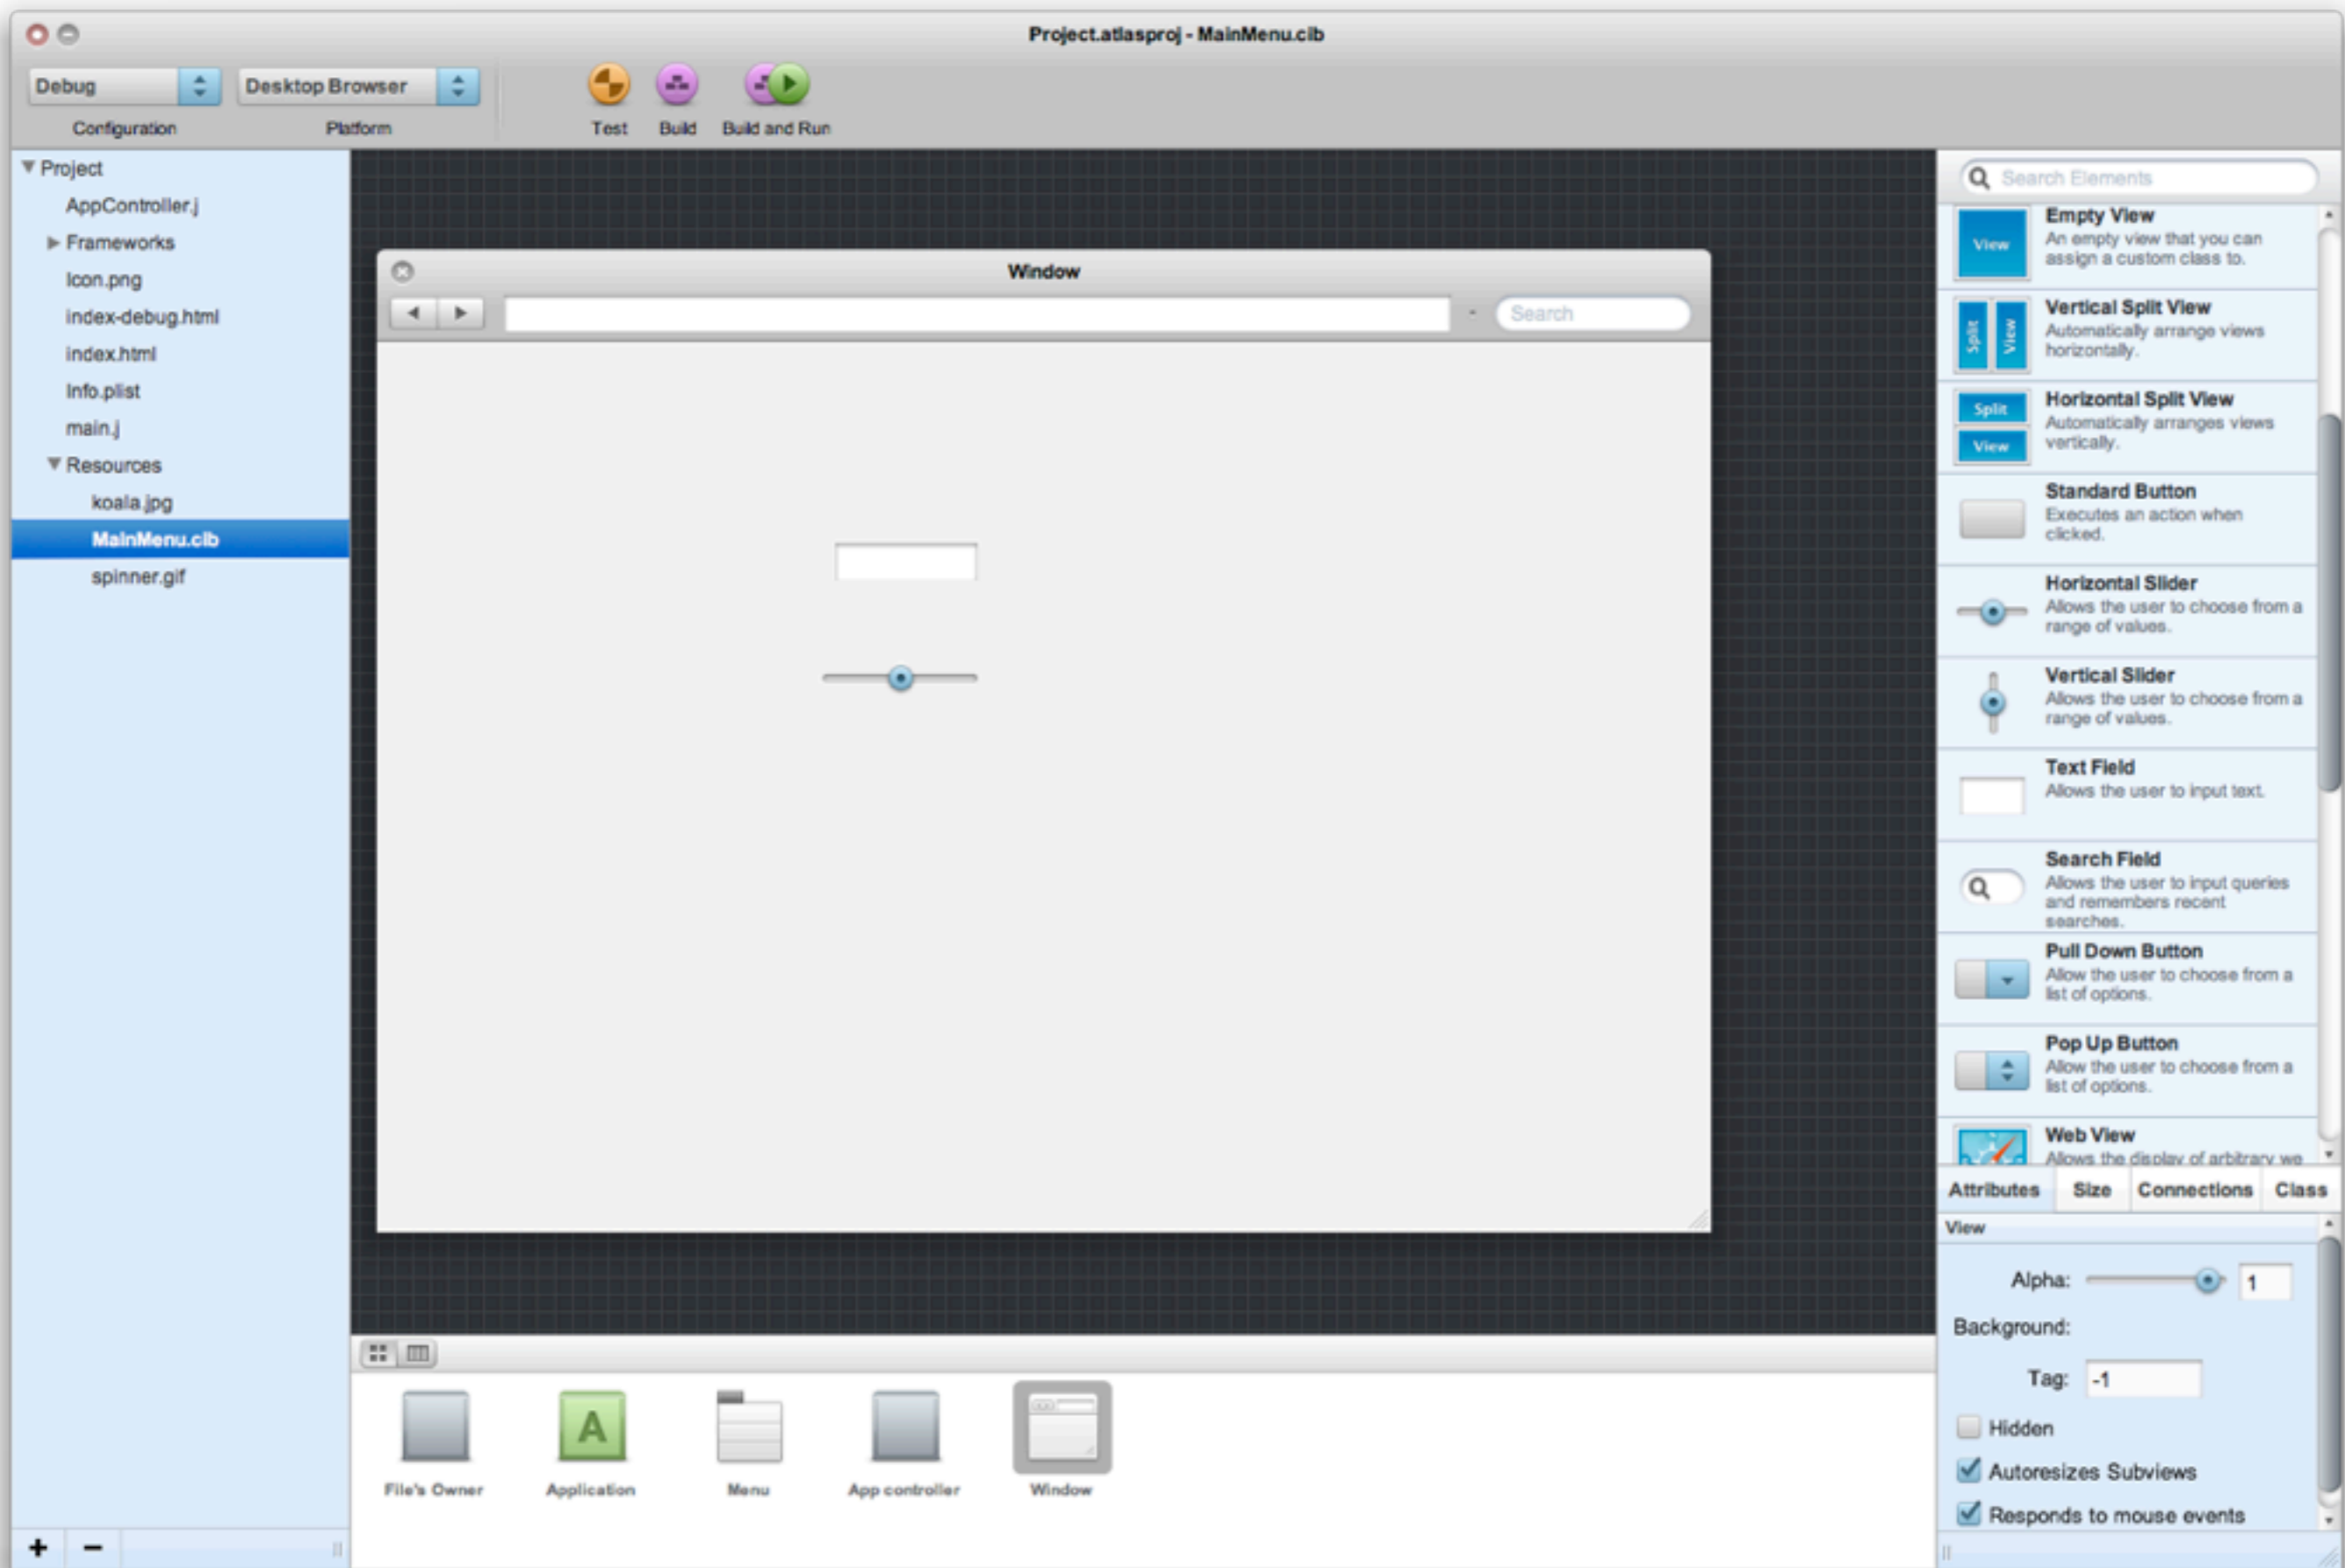 Project.atlasproj - MainMenu.cib
Debug
Desktop Browser
Configuration
Platform
Test
Build
Build and Run
Project
AppController.j
Frameworks
Icon.png
index-debug.html
index.html
Info.plist
main.j
Resources
koala.jpg
MainMenu.cib
spinner.gif
Window
Search
File's Owner
Application
A
Menu
App controller
Window
Search Elements
View
Empty View
An empty view that you can
assign a custom class to.
Split
View
Vertical Split View
Automatically arrange views
horizontally.
Split
View
Horizontal Split View
Automatically arranges views
vertically.
Standard Button
Executes an action when
clicked.
Horizontal Slider
Allows the user to choose from a
range of values.
Vertical Slider
Allows the user to choose from a
range of values.
Text Field
Allows the user to input text.
Search Field
Allows the user to input queries
and remembers recent
searches.
Pull Down Button
Allow the user to choose from a
list of options.
Pop Up Button
Allow the user to choose from a
list of options.
Web View
Allows the display of arbitrary we
Attributes
Size
Connections
Class
View
Alpha:
1
Background:
Tag:
-1
Hidden
Autoresizes Subviews
Responds to mouse events